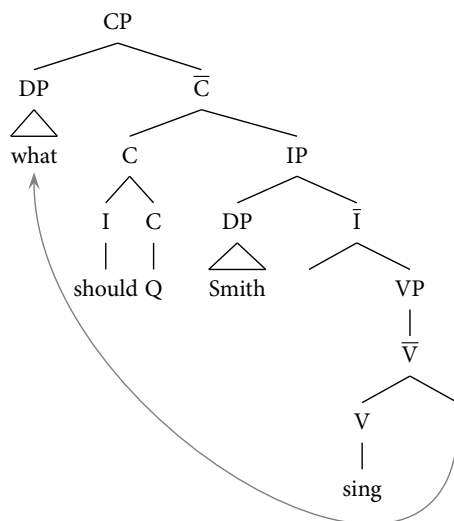 CP
DP C̅
what
C IP
I C DP I̅
should Q Smith VP
V̅
V
sing